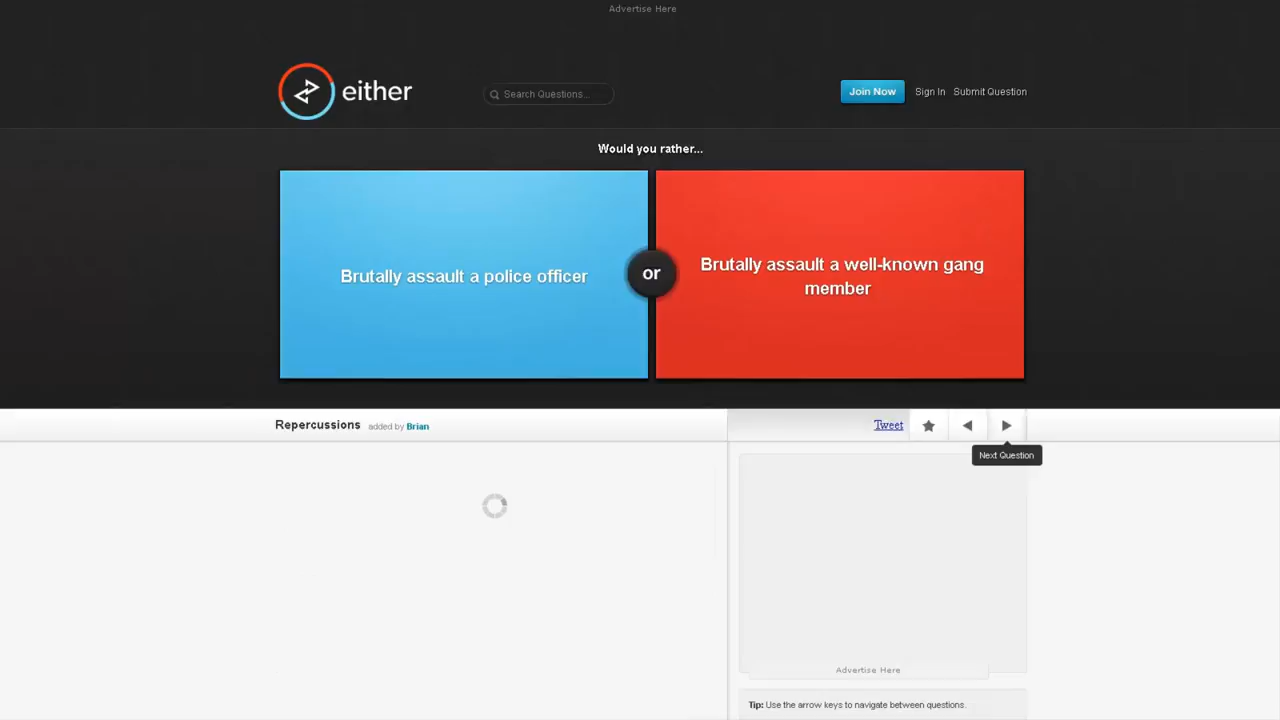 Advertise Here
either
Search Questions...
Join Now
Sign In
Submit Question
Would you rather...
Brutally assault a police officer
or
Brutally assault a well-known gang
member
Repercussions added by Brian
Tweet
Next Question
Advertise Here
Tip: Use the arrow keys to navigate between questions.